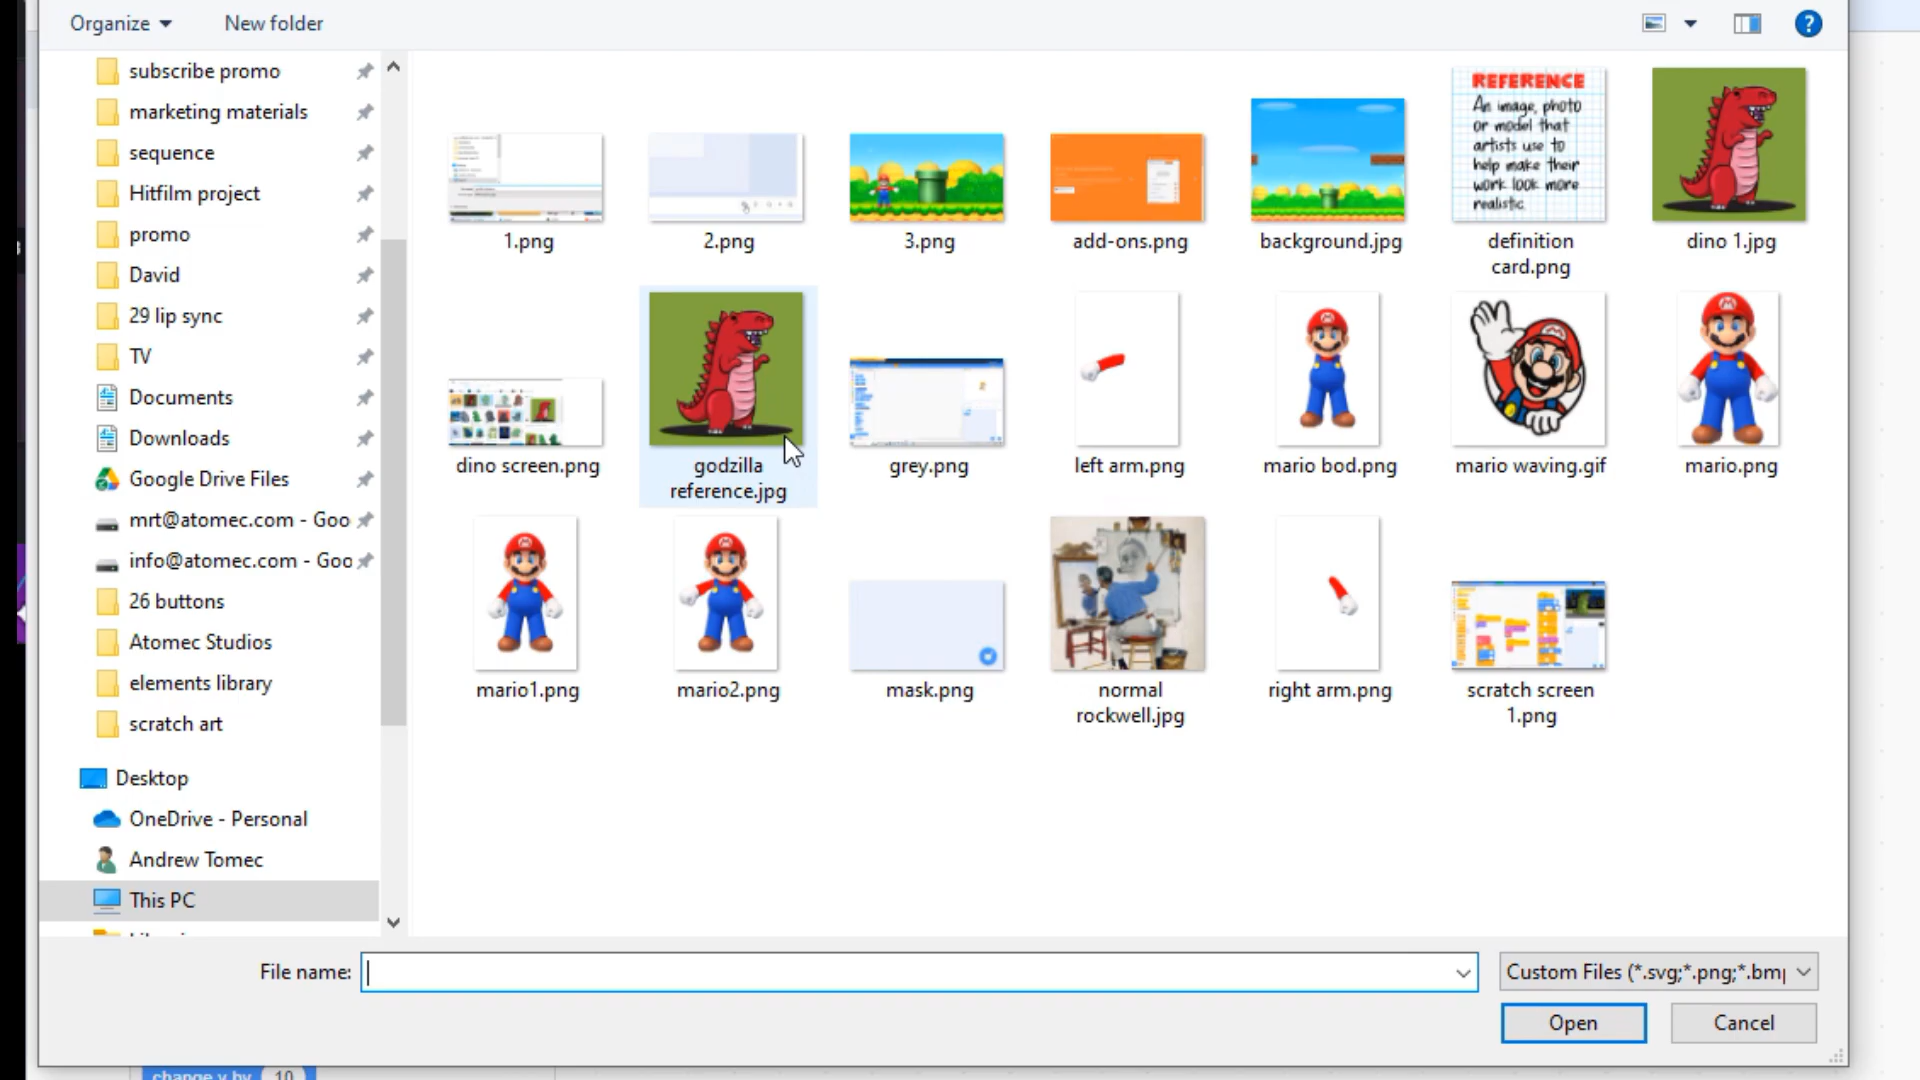 Organize
New folder
?
subscribe promo
marketing materials
sequence
Hitfilm project
promo
David
29 lip sync
TV
Documents
Downloads
Google Drive Files
mrt@atomec.com - Goo
info@atomec.com - Goo
26 buttons
Atomec Studios
elements library
scratch art
Desktop
OneDrive - Personal
Andrew Tomec
This PC
REFERENCE
An image, photo
or model that
artists use to
help make their
work look more
realistic.
1.png
2.png
3.png
add-ons.png
background.jpg
definition
card.png
dino 1.jpg
dino screen.png
godzilla
reference.jpg
grey.png
left arm.png
mario bod.png
mario waving.gif
mario.png
mario1.png
mario2.png
mask.png
normal
rockwell.jpg
right arm.png
scratch screen
1.png
File name:
Custom Files (*.svg;*.png;*.bmp
Open
Cancel
change y by 10